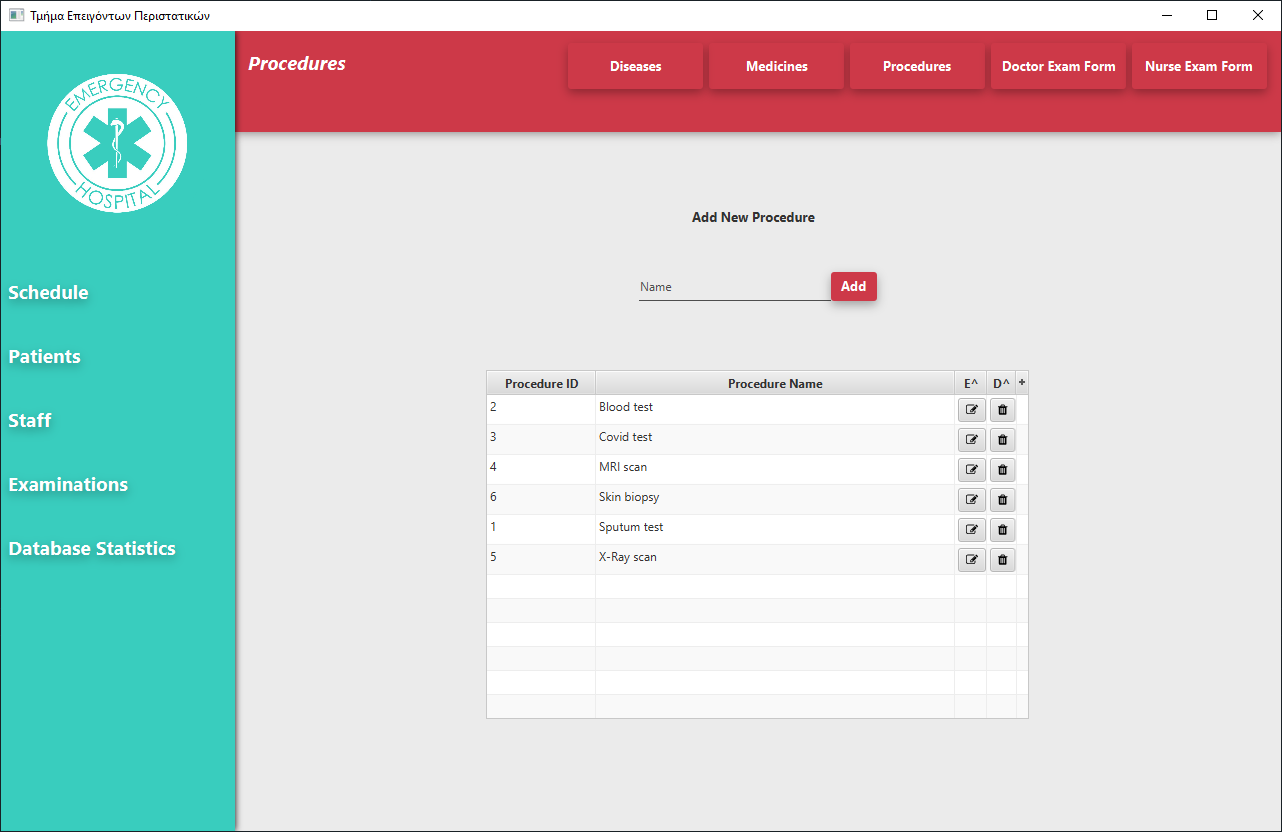 Τμήμα Επειγόντων Περιστατικών
EMERGENCY
HOSPITAL
Schedule
Patients
Staff
Examinations
Database Statistics
Procedures
Diseases
Medicines
Procedures
Doctor Exam Form
Nurse Exam Form
Add New Procedure
Name
Add
Procedure ID Procedure Name E^ D^ +
2 Blood test
3 Covid test
4 MRI scan
6 Skin biopsy
1 Sputum test
5 X-Ray scan